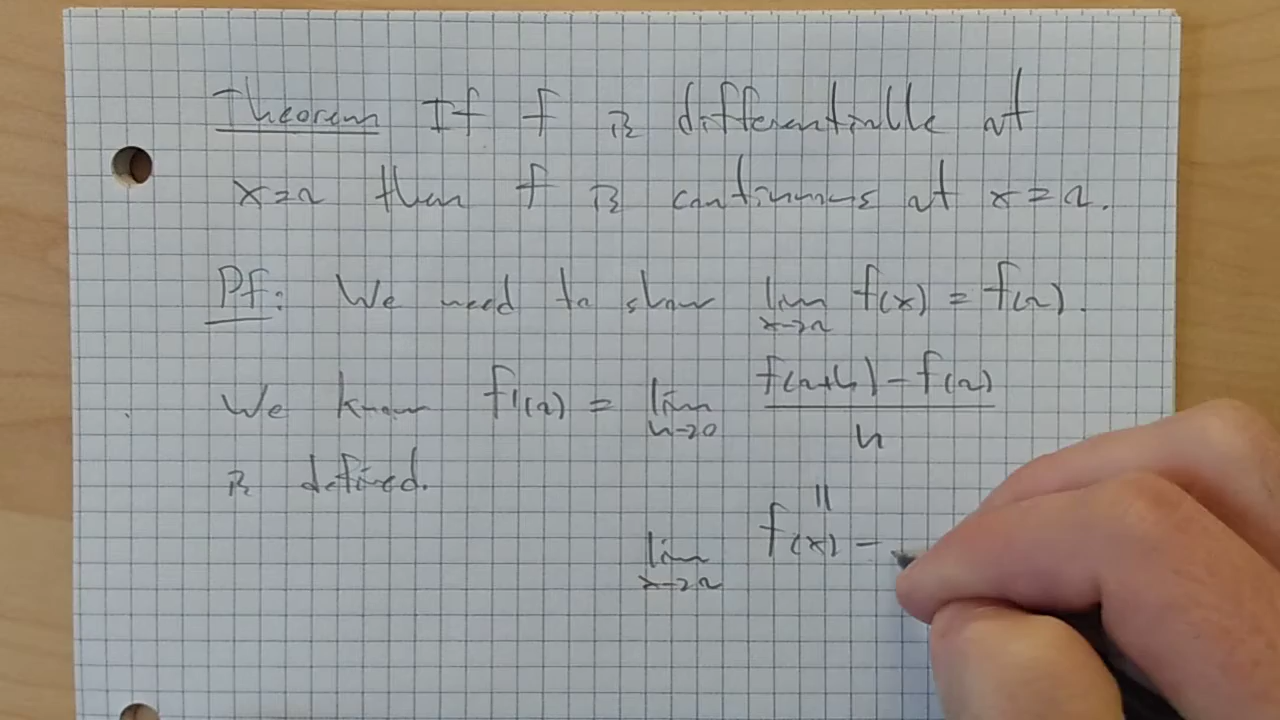 Theorem If f is differentiable at
x=a then f is continuous at x=a.
Pf: We need to show lim x→a f(x) = f(a).
We know f'(a) = lim h→0 (f(a+h) - f(a)) / h
is defined.
||
lim x→a f(x) -